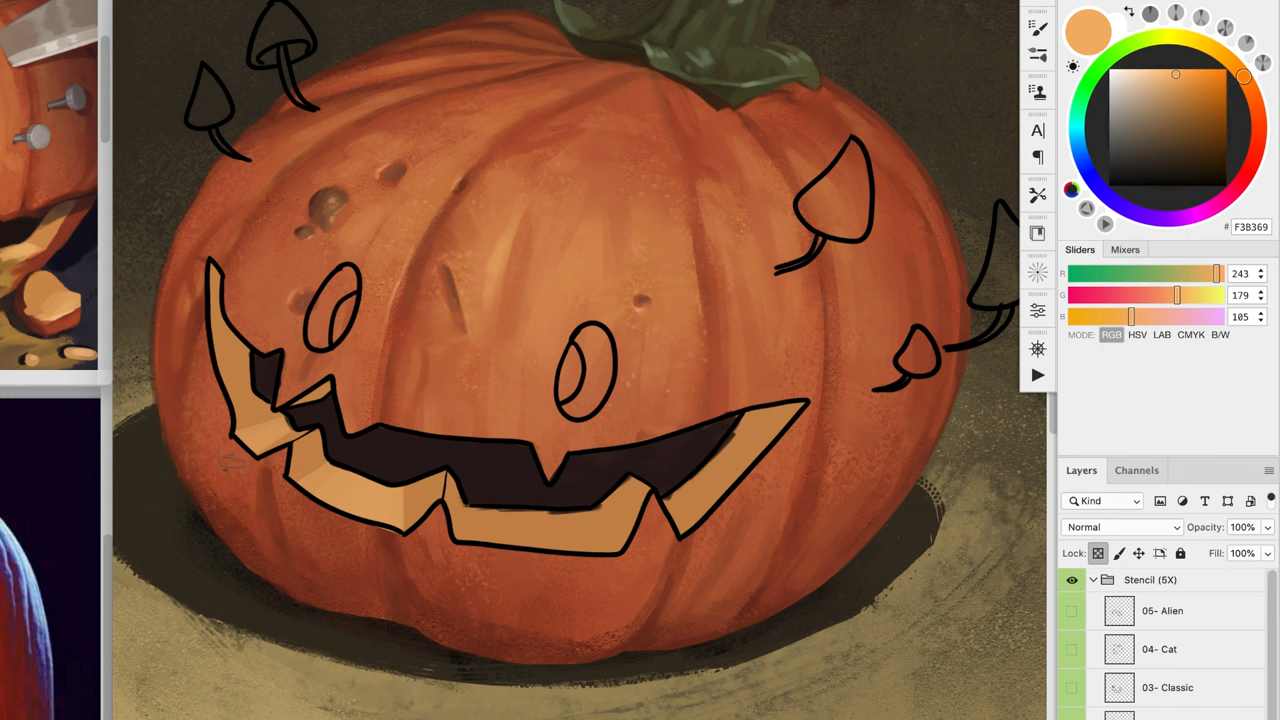 A|
# F3B369
Sliders Mixers
R 243
G 179
B 105
MODE: RGB HSV LAB CMYK B/W
Layers Channels
Kind
Normal Opacity: 100%
Lock: Fill: 100%
Stencil (5X)
05- Alien
04- Cat
03- Classic